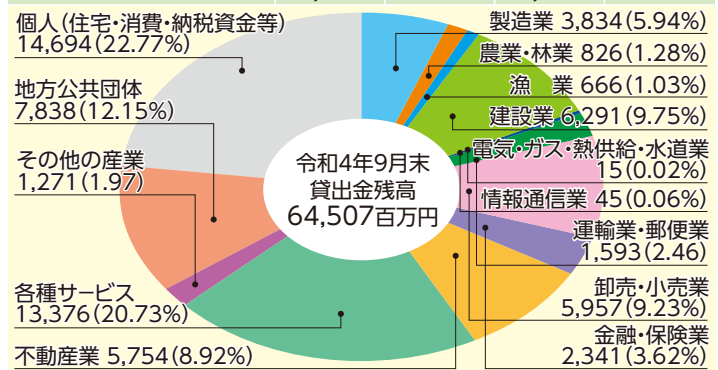 個人(住宅・消費・納税資金等)
14,694(22.77%)
地方公共団体
7,838(12.15%)
その他の産業
1,271(1.97)
各種サービス
13,376(20.73%)
不動産業 5,754(8.92%)
令和4年9月末
貸出金残高
64,507百万円
製造業 3,834(5.94%)
農業・林業 826(1.28%)
漁　業 666(1.03%)
建設業 6,291(9.75%)
電気・ガス・熱供給・水道業
15(0.02%)
情報通信業 45(0.06%)
運輸業・郵便業
1,593(2.46)
卸売・小売業
5,957(9.23%)
金融・保険業
2,341(3.62%)